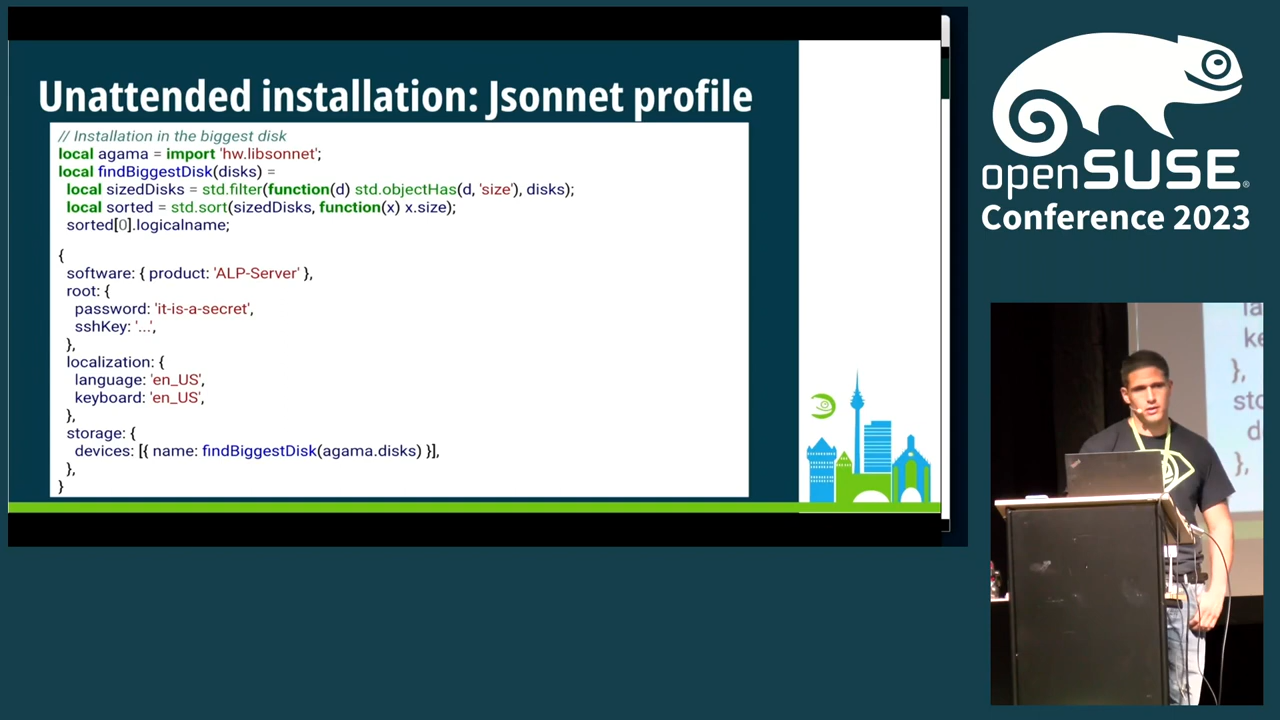 Unattended installation: Jsonnet profile
// Installation in the biggest disk
local agama = import 'hw.libsonnet';
local findBiggestDisk(disks) =
local sizedDisks = std.filter(function(d) std.objectHas(d, 'size'), disks);
local sorted = std.sort(sizedDisks, function(x) x.size);
sorted[0].logicalname;
{
software: { product: 'ALP-Server' },
root: {
password: 'it-is-a-secret',
sshKey: '...',
},
localization: {
language: 'en_US',
keyboard: 'en_US',
},
storage: {
devices: [{ name: findBiggestDisk(agama.disks) }],
},
}
openSUSE
Conference 2023
la
ke
},
sto
d
},